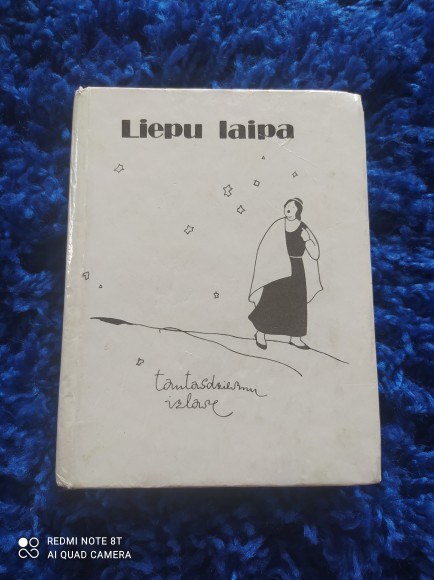 Liepu laipa
tautasdziesmu
izlase
REDMI NOTE 8T
AI QUAD CAMERA